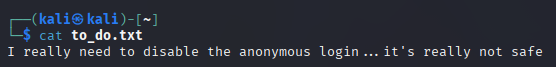 ┌──(kali㉿kali)-[~]
└─$ cat to_do.txt
I really need to disable the anonymous login...it's really not safe